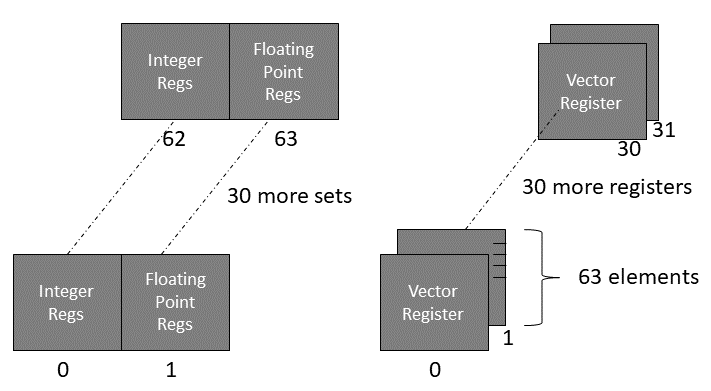 Integer
Regs
Floating
Point
Regs
62
63
30 more sets
Integer
Regs
Floating
Point
Regs
0
1
Vector
Register
31
30
30 more registers
63 elements
Vector
Register
1
0